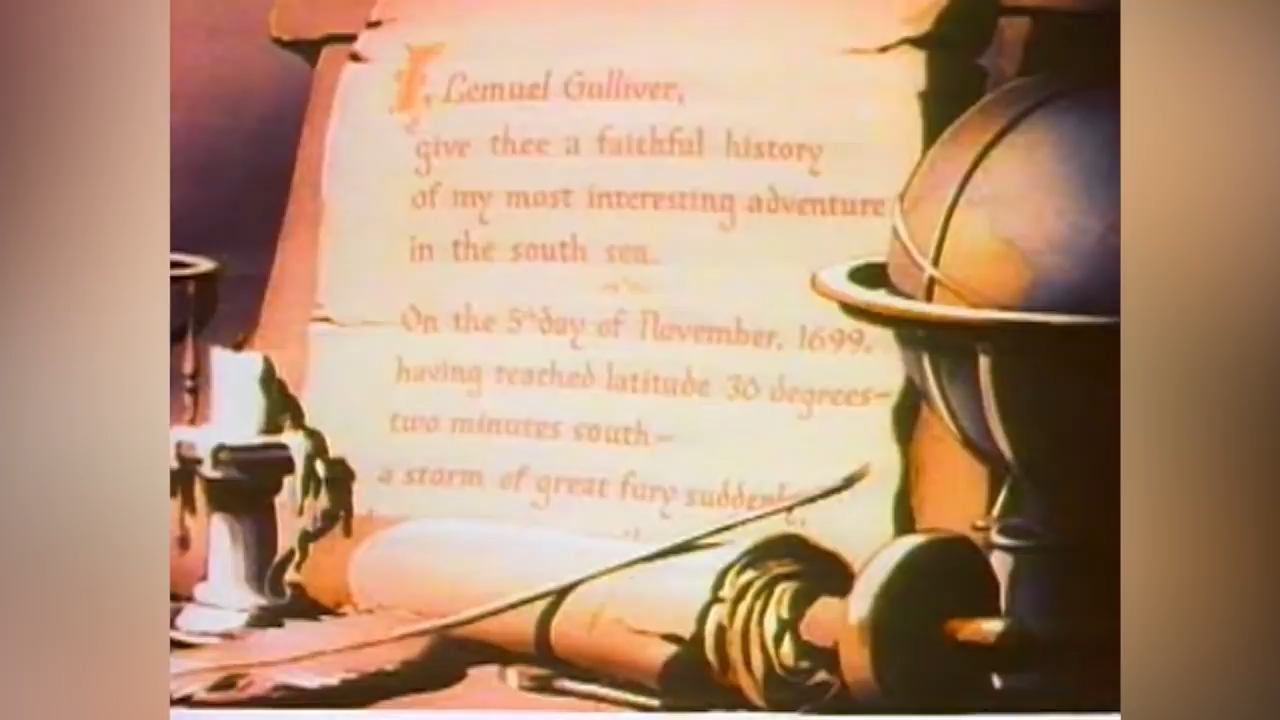 I, Lemuel Gulliver,
give thee a faithful history
of my most interesting adventure
in the south sea.
On the 5th day of November, 1699,
having reached latitude 30 degrees—
two minutes south—
a storm of great fury suddenly